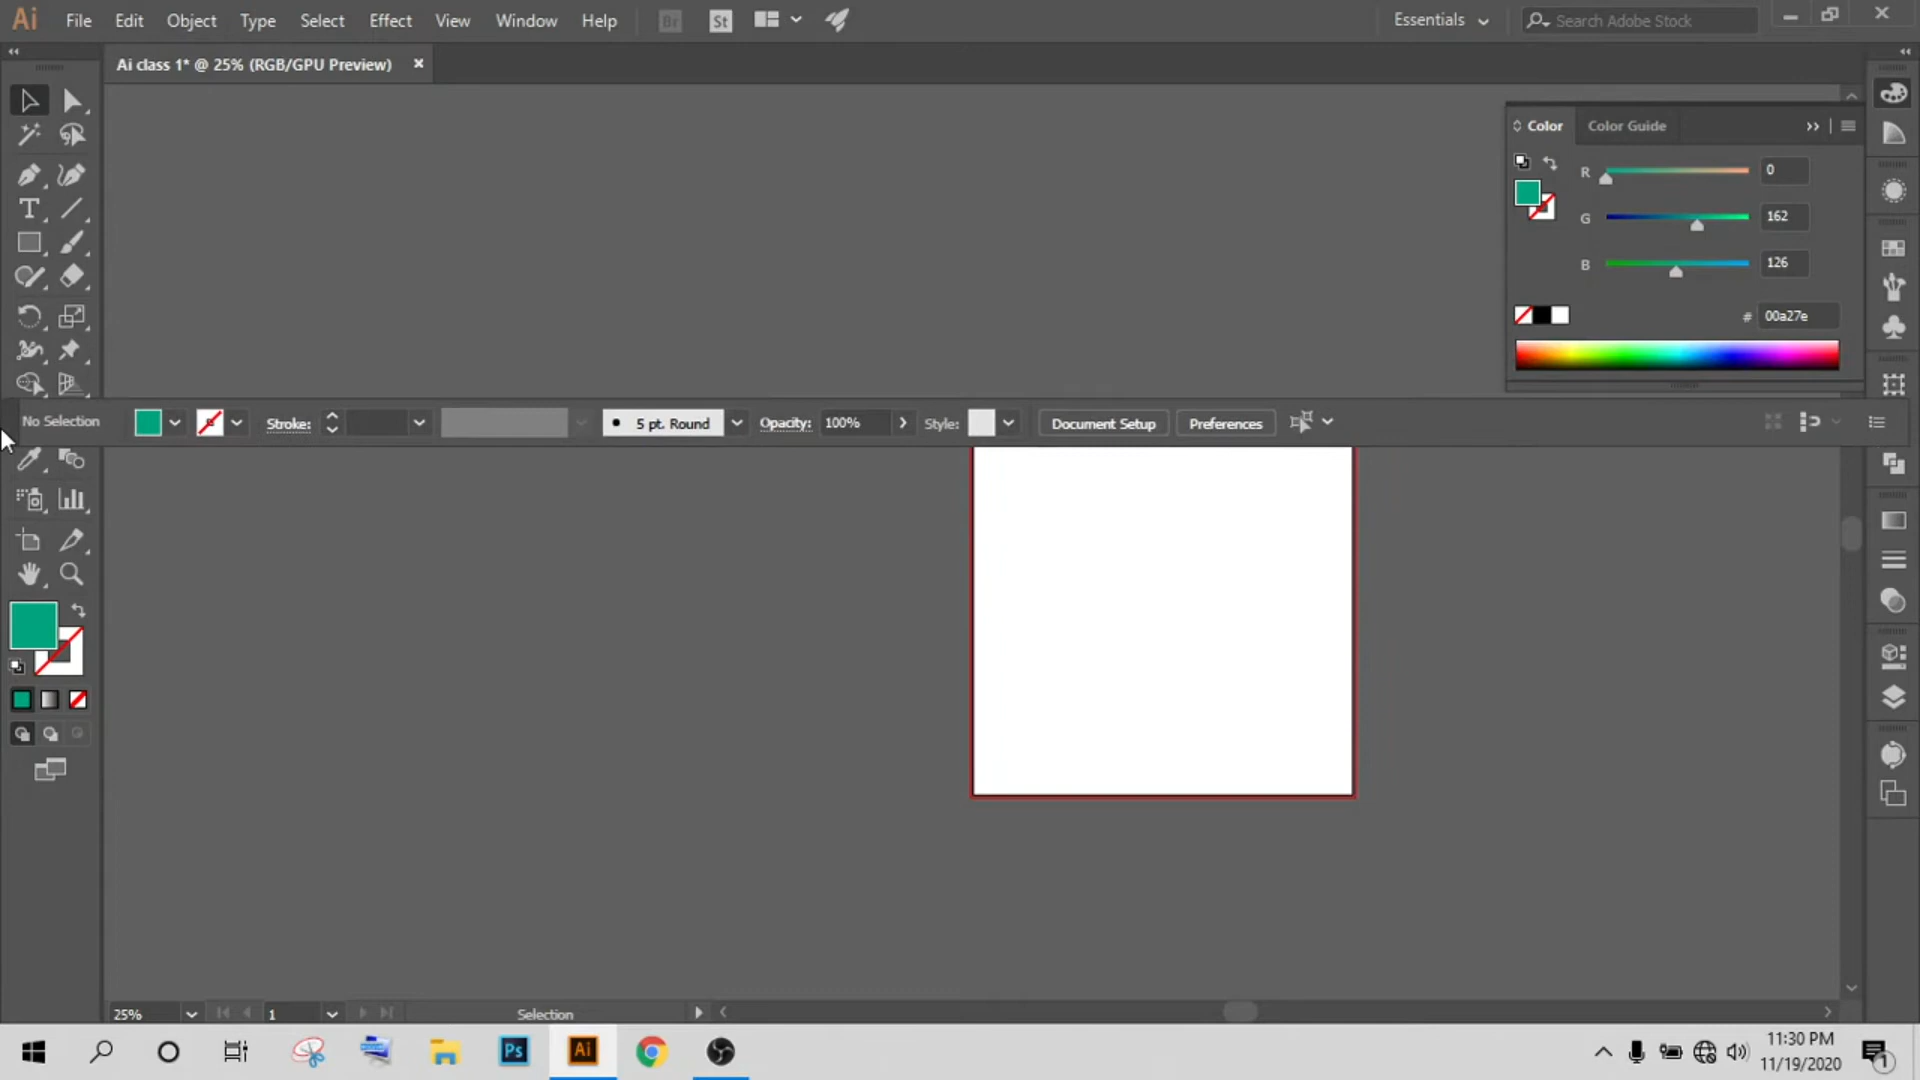 Ai File Edit Object Type Select Effect View Window Help Br St Essentials Search Adobe Stock
Ai class 1* @ 25% (RGB/GPU Preview)
Color Color Guide
R 0
G 162
B 126
# 00a27e
No Selection Stroke: 5 pt. Round Opacity: 100% Style: Document Setup Preferences
T
25% 1 Selection
Ps Ai
11:30 PM
11/19/2020
1